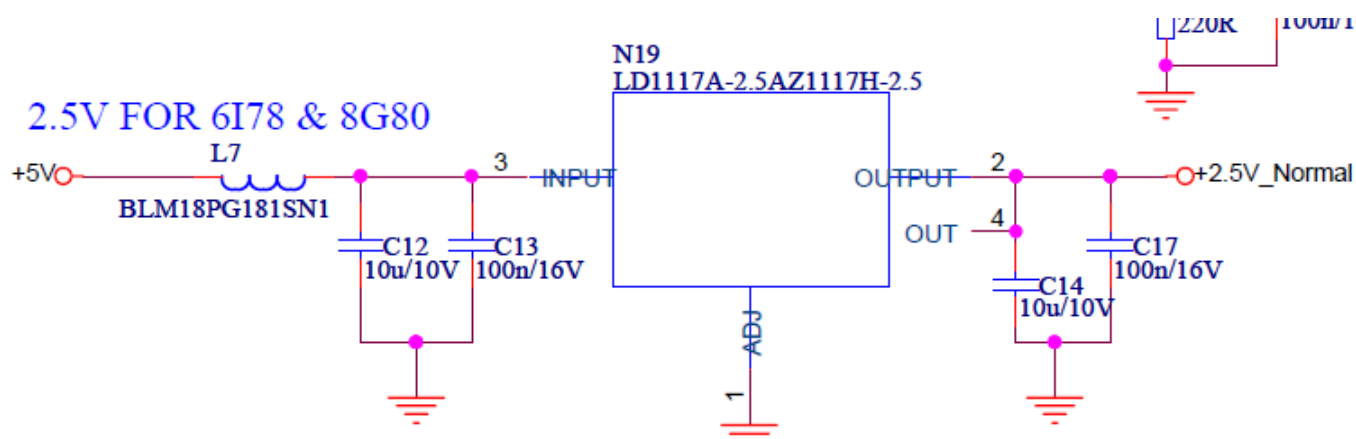 220R
100n/1
N19
LD1117A-2.5AZ1117H-2.5
2.5V FOR 6I78 & 8G80
L7
+5V
BLM18PG181SN1
3
INPUT
OUTPUT
2
+2.5V_Normal
OUT
4
C12
10u/10V
C13
100n/16V
C17
100n/16V
C14
10u/10V
ADJ
1